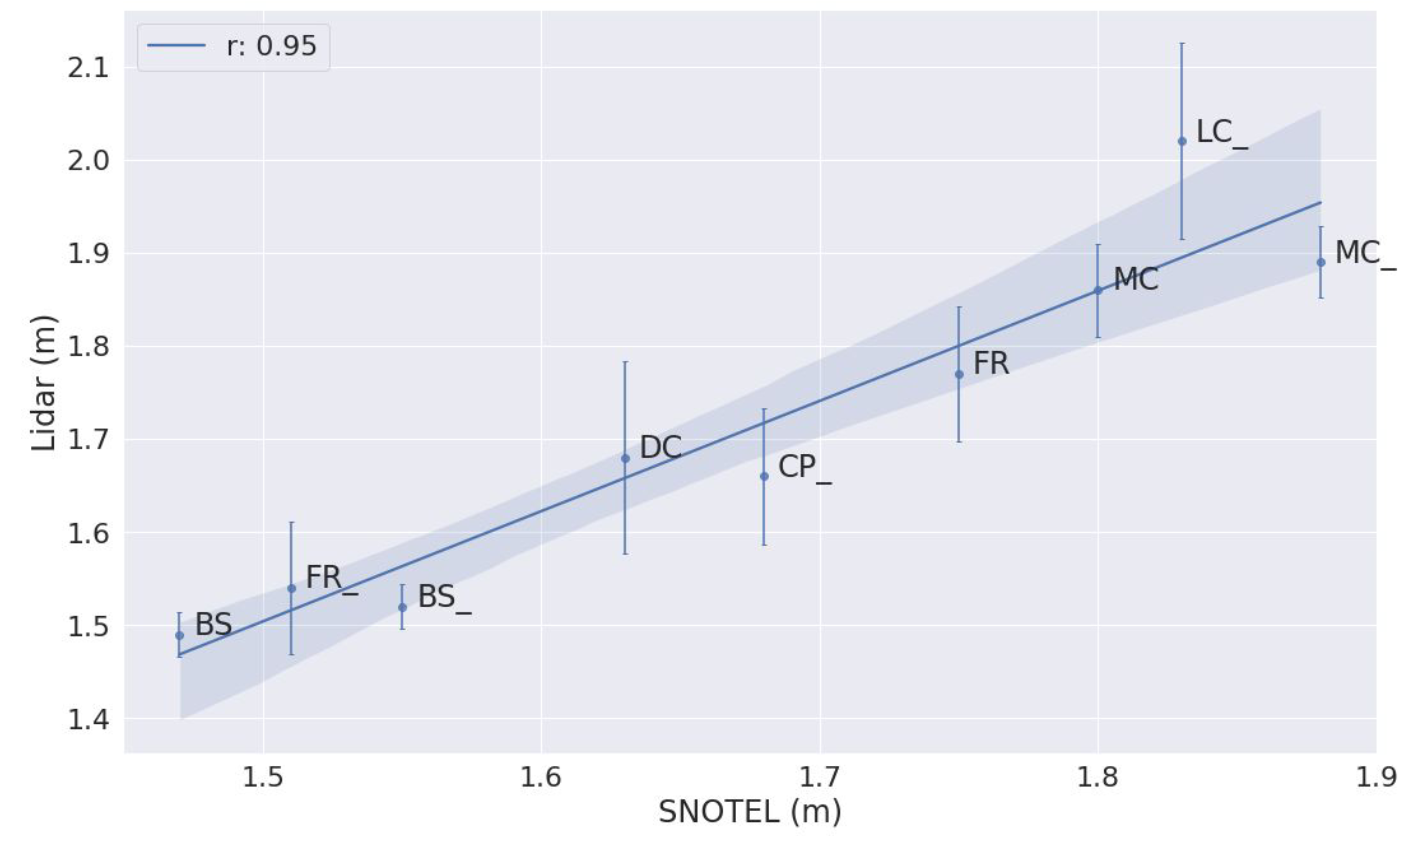 r: 0.95
2.1
2.0
1.9
1.8
1.7
1.6
1.5
1.4
Lidar (m)
LC_
MC_
MC
FR
DC
CP_
FR_
BS_
BS
1.5
1.6
1.7
1.8
1.9
SNOTEL (m)